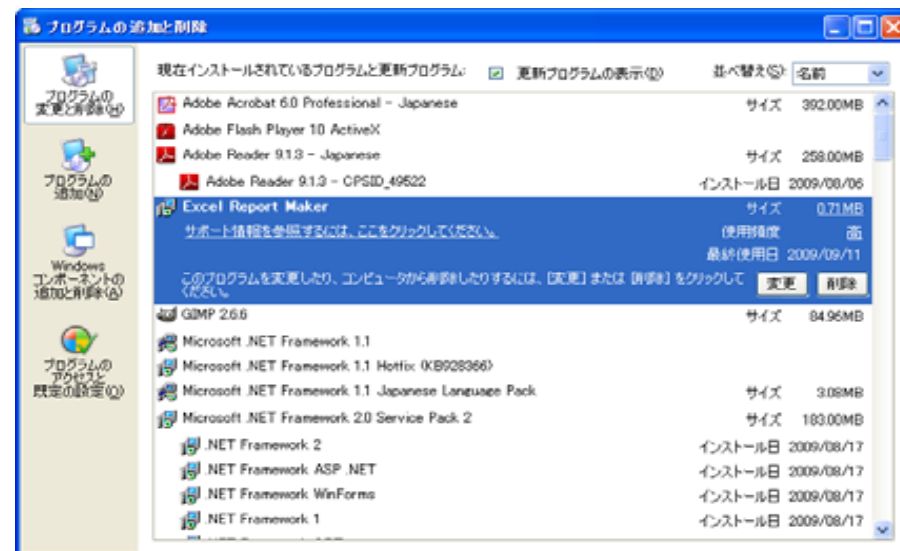 プログラムの追加と削除
プログラムの
変更と削除(H)
プログラムの
追加(N)
Windows
コンポーネントの
追加と削除(A)
プログラムの
アクセスと
既定の設定(O)
現在インストールされているプログラムと更新プログラム:
更新プログラムの表示(D)
並べ替え(S):
名前
Adobe Acrobat 6.0 Professional - Japanese サイズ 392.00MB
Adobe Flash Player 10 ActiveX
Adobe Reader 9.1.3 - Japanese サイズ 258.00MB
Adobe Reader 9.1.3 - CPSID_49522 インストール日 2009/08/06
Excel Report Maker サイズ 0.71MB
サポート情報を参照するには、ここをクリックしてください。 使用頻度 高
最終使用日 2009/09/11
このプログラムを変更したり、コンピュータから削除したりするには、[変更] または [削除] をクリックして
ください。
変更 削除
GIMP 2.6.6 サイズ 84.96MB
Microsoft .NET Framework 1.1
Microsoft .NET Framework 1.1 Hotfix (KB928366)
Microsoft .NET Framework 1.1 Japanese Language Pack サイズ 3.08MB
Microsoft .NET Framework 2.0 Service Pack 2 サイズ 183.00MB
.NET Framework 2 インストール日 2009/08/17
.NET Framework ASP .NET インストール日 2009/08/17
.NET Framework WinForms インストール日 2009/08/17
.NET Framework 1 インストール日 2009/08/17